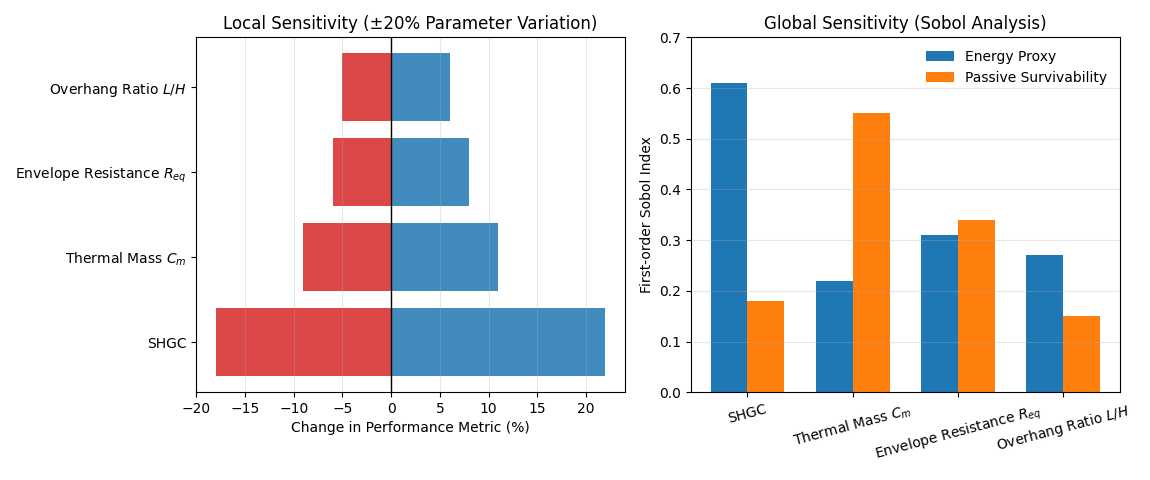 Local Sensitivity (±20% Parameter Variation)
Overhang Ratio L/H
Envelope Resistance R_eq
Thermal Mass C_m
SHGC
−20 −15 −10 −5 0 5 10 15 20
Change in Performance Metric (%)
Global Sensitivity (Sobol Analysis)
Energy Proxy
Passive Survivability
0.7
0.6
0.5
0.4
0.3
0.2
0.1
0.0
First-order Sobol Index
SHGC
Thermal Mass C_m
Envelope Resistance R_eq
Overhang Ratio L/H